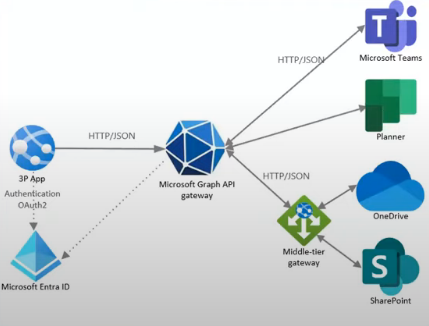 HTTP/JSON
Microsoft Teams
Planner
HTTP/JSON
3P App
Authentication
OAuth2
Microsoft Graph API
gateway
HTTP/JSON
OneDrive
Middle-tier
gateway
Microsoft Entra ID
SharePoint
T
S